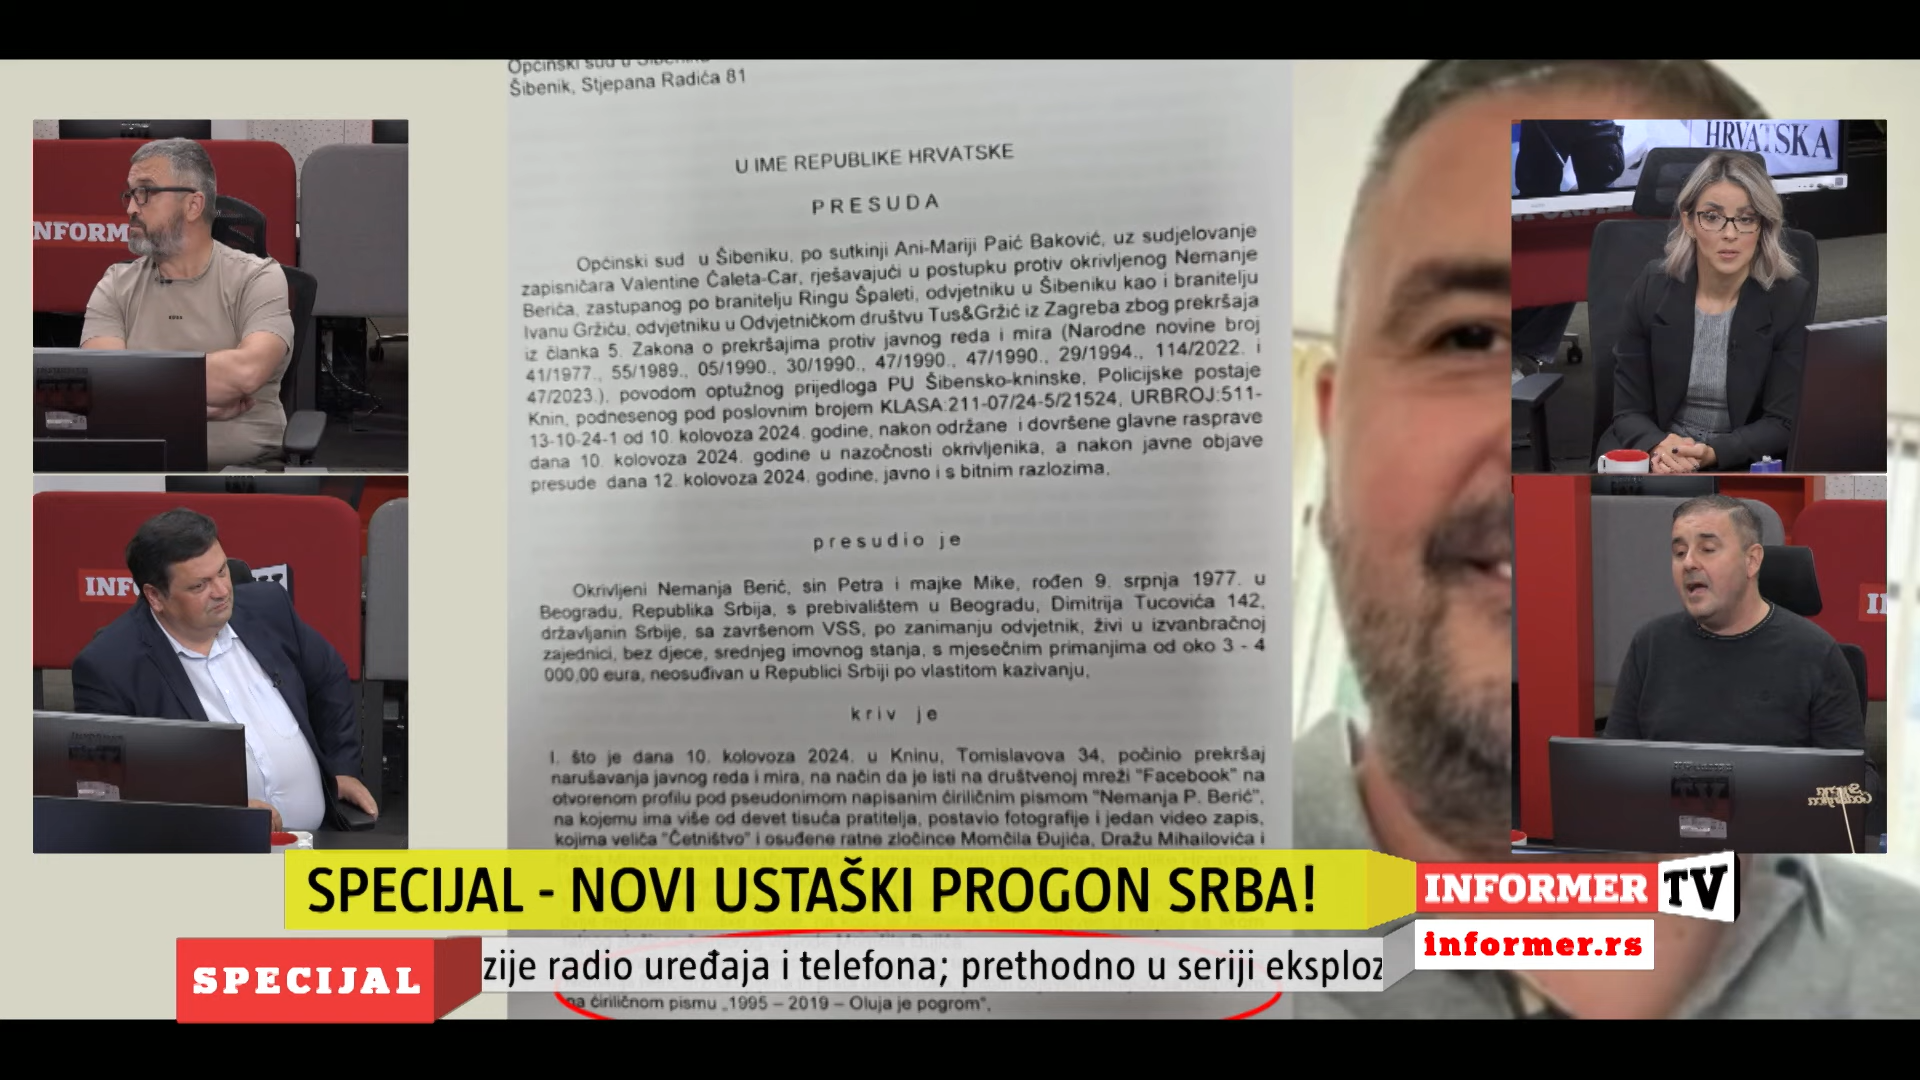 Općinski sud u Šibeniku
Šibenik, Stjepana Radića 81
U IME REPUBLIKE HRVATSKE
PRESUDA
Općinski sud u Šibeniku, po sutkinji Ani-Mariji Paić Baković, uz sudjelovanje
zapisničara Valentine Ćaleta-Car, rješavajući u postupku protiv okrivljenog Nemanje
Berića, zastupanog po branitelju Ringu Špaleti, odvjetniku u Šibeniku kao i branitelju
Ivanu Gržiću, odvjetniku u Odvjetničkom društvu Tus&Gržić iz Zagreba zbog prekršaja
iz članka 5. Zakona o prekršajima protiv javnog reda i mira (Narodne novine broj
41/1977., 55/1989., 05/1990., 30/1990., 47/1990., 47/1990., 29/1994., 114/2022. i
47/2023.), povodom optužnog prijedloga PU Šibensko-kninske, Policijske postaje
Knin, podnesenog pod poslovnim brojem KLASA:211-07/24-5/21524, URBROJ:511-
13-10-24-1 od 10. kolovoza 2024. godine, nakon održane i dovršene glavne rasprave
dana 10. kolovoza 2024. godine u nazočnosti okrivljenika, a nakon javne objave
presude dana 12. kolovoza 2024. godine, javno i s bitnim razlozima,
presudio je
Okrivljeni Nemanja Berić, sin Petra i majke Mike, rođen 9. srpnja 1977. u
Beogradu, Republika Srbija, s prebivalištem u Beogradu, Dimitrija Tucovića 142,
državljanin Srbije, sa završenom VSS, po zanimanju odvjetnik, živi u izvanbračnoj
zajednici, bez djece, srednjeg imovnog stanja, s mjesečnim primanjima od oko 3 - 4
000,00 eura, neosuđivan u Republici Srbiji po vlastitom kazivanju,
kriv je
I. što je dana 10. kolovoza 2024. u Kninu, Tomislavova 34, počinio prekršaj
narušavanja javnog reda i mira, na način da je isti na društvenoj mreži "Facebook" na
otvorenom profilu pod pseudonimom napisanim ćiriličnim pismom "Nemanja P. Berić",
na kojemu ima više od devet tisuća pratitelja, postavio fotografije i jedan video zapis,
kojima veliča "Četništvo" i osuđene ratne zločince Momčila Đujića, Dražu Mihailovića i
na ćiriličnom pismu „1995 – 2019 – Oluja je pogrom",
INFORM
INFO
HRVATSKA
INFORMER
SPECIJAL - NOVI USTAŠKI PROGON SRBA!
INFORMER TV
informer.rs
SPECIJAL
zije radio uređaja i telefona; prethodno u seriji eksploz